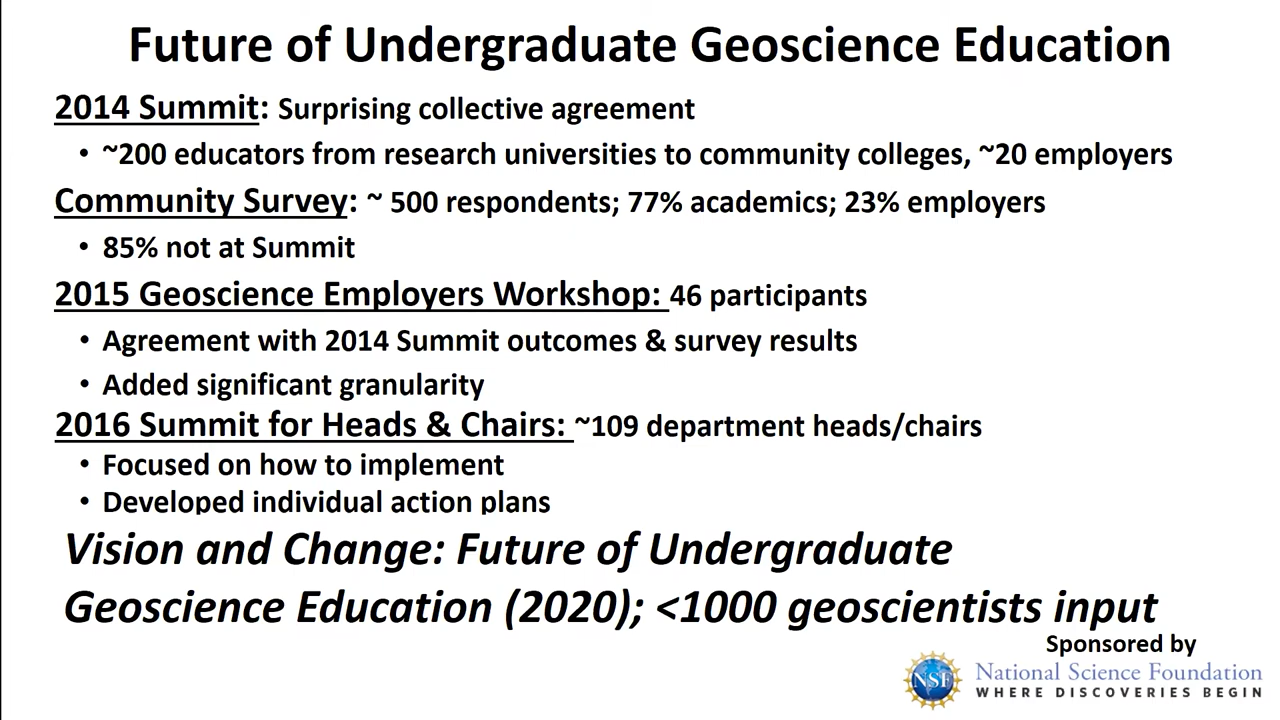 Future of Undergraduate Geoscience Education
2014 Summit: Surprising collective agreement
• ~200 educators from research universities to community colleges, ~20 employers
Community Survey: ~ 500 respondents; 77% academics; 23% employers
• 85% not at Summit
2015 Geoscience Employers Workshop: 46 participants
• Agreement with 2014 Summit outcomes & survey results
• Added significant granularity
2016 Summit for Heads & Chairs: ~109 department heads/chairs
• Focused on how to implement
• Developed individual action plans
Vision and Change: Future of Undergraduate
Geoscience Education (2020); <1000 geoscientists input
Sponsored by
NSF
National Science Foundation
WHERE DISCOVERIES BEGIN